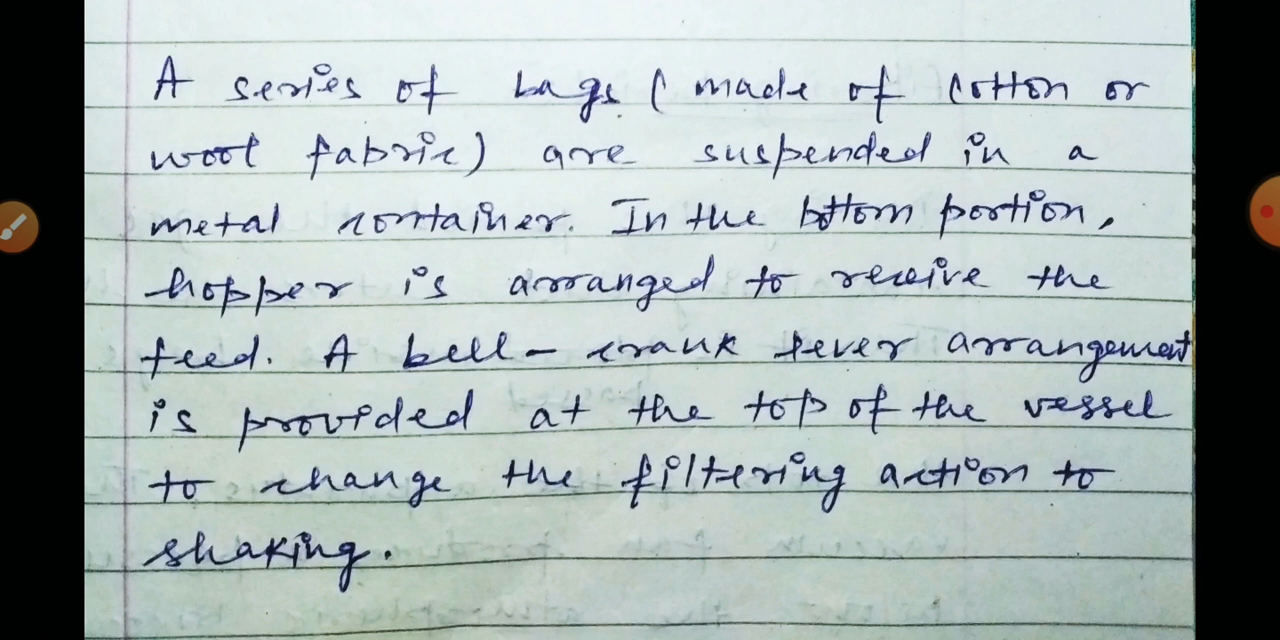 A series of bags (made of cotton or
wool fabric) are suspended in a
metal container. In the bottom portion,
hopper is arranged to receive the
feed. A bell-crank lever arrangement
is provided at the top of the vessel
to change the filtering action to
shaking.